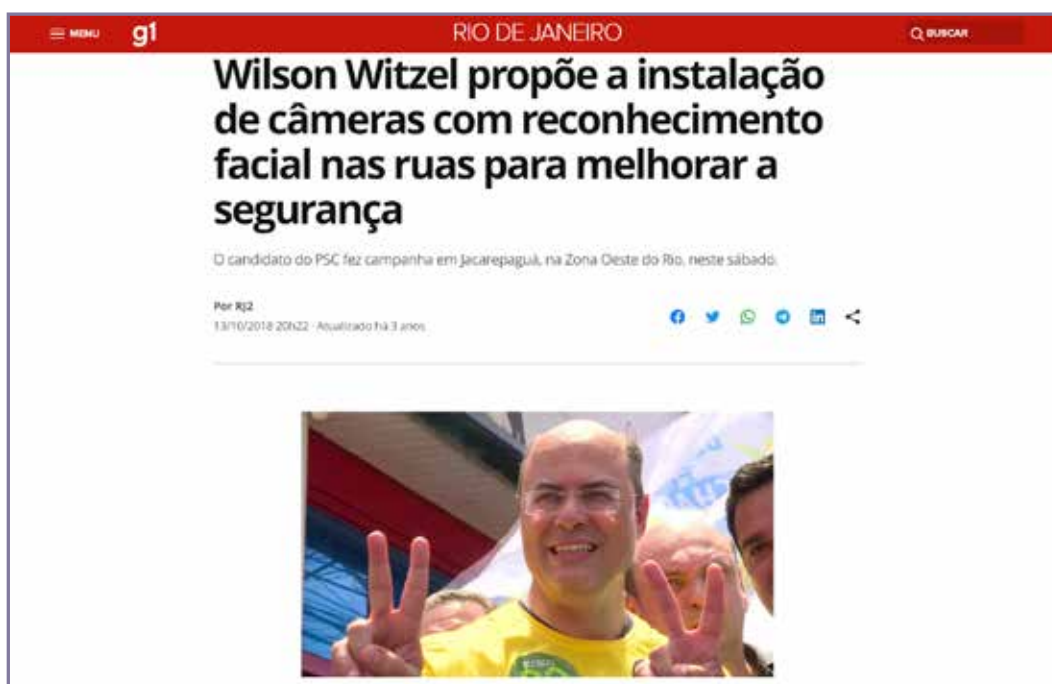 MENU
g1
RIO DE JANEIRO
BUSCAR
Wilson Witzel propõe a instalação
de câmeras com reconhecimento
facial nas ruas para melhorar a
segurança
O candidato do PSC fez campanha em Jacarepaguá, na Zona Oeste do Rio, neste sábado.
Por RJ2
13/10/2018 20h22 · Atualizado há 3 anos